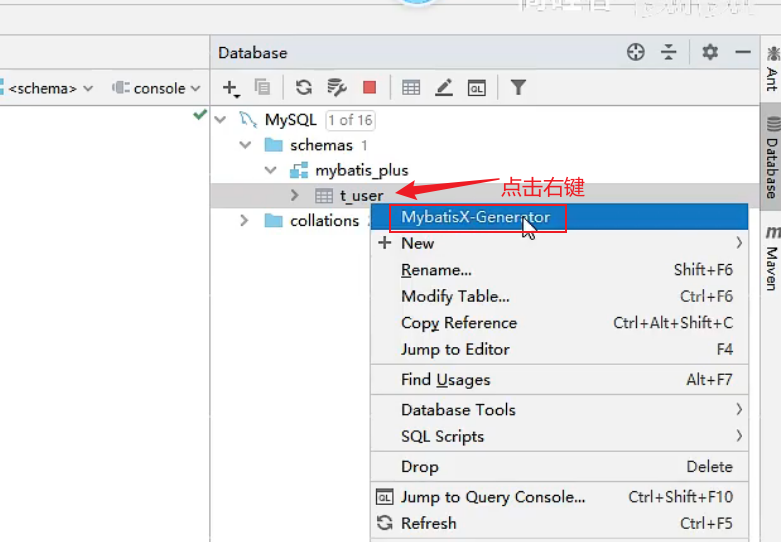 Database
Ant
<schema>
console
MySQL 1 of 16
schemas 1
mybatis_plus
Database
t_user
点击右键
collations
MybatisX-Generator
New
Maven
Rename... Shift+F6
Modify Table... Ctrl+F6
Copy Reference Ctrl+Alt+Shift+C
Jump to Editor F4
Find Usages Alt+F7
Database Tools
SQL Scripts
Drop Delete
QL Jump to Query Console... Ctrl+Shift+F10
Refresh Ctrl+F5